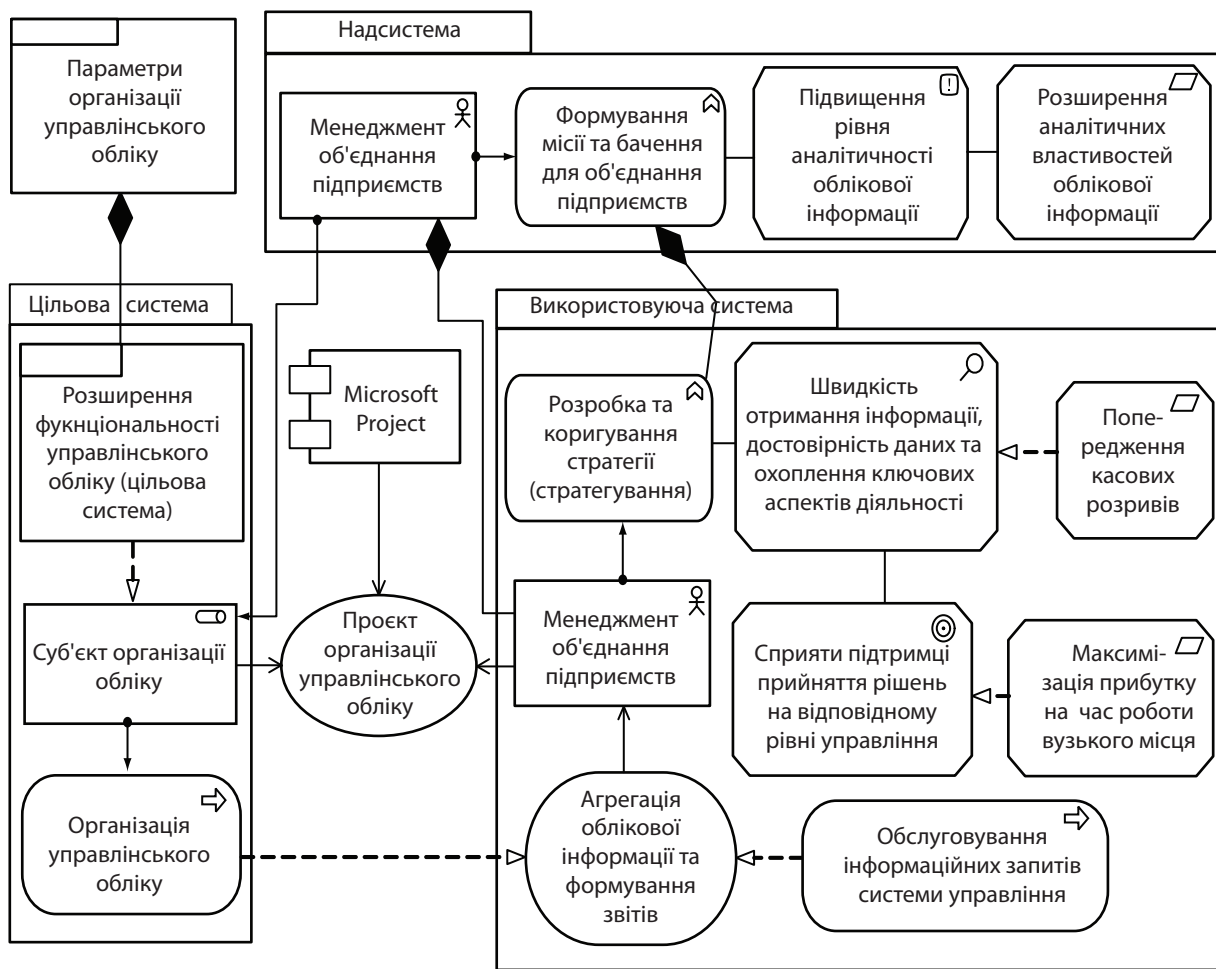 Надсистема
Параметри
організації
управлінського
обліку
Менеджмент
об'єднання
підприємств
Формування
місії та бачення
для об'єднання
підприємств
Підвищення
рівня
аналітичності
облікової
інформації
Розширення
аналітичних
властивостей
облікової
інформації
Цільова система
Розширення
фукнціональності
управлінського
обліку (цільова
система)
Суб'єкт організації
обліку
Організація
управлінського
обліку
Microsoft
Project
Проєкт
організації
управлінського
обліку
Використовуюча система
Розробка та
коригування
стратегії
(стратегування)
Швидкість
отримання інформації,
достовірність даних та
охоплення ключових
аспектів діяльності
Попе-
редження
касових
розривів
Менеджмент
об'єднання
підприємств
Сприяти підтримці
прийняття рішень
на відповідному
рівні управління
Максимі-
зація прибутку
на час роботи
вузького місця
Агрегація
облікової
інформації та
формування
звітів
Обслуговування
інформаційних запитів
системи управління